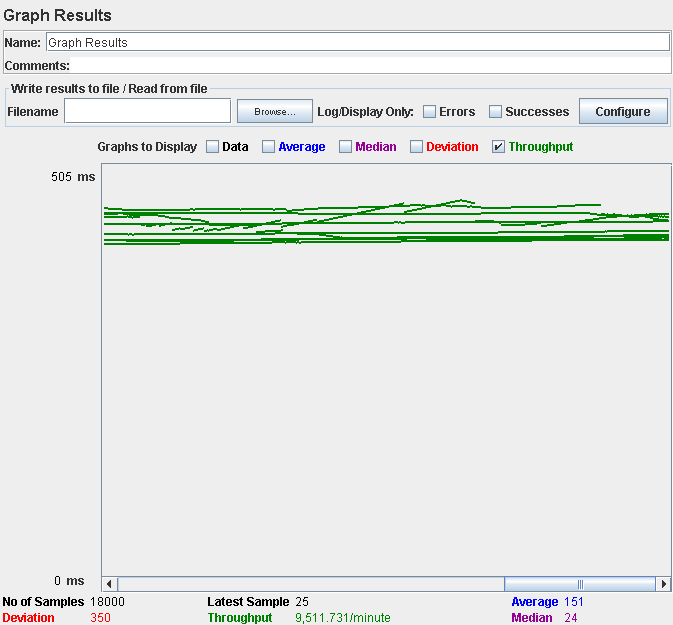 Graph Results
Name: Graph Results
Comments:
Write results to file / Read from file
Filename Browse... Log/Display Only: Errors Successes Configure
Graphs to Display Data Average Median Deviation Throughput
505 ms
0 ms
No of Samples 18000 Latest Sample 25 Average 151
Deviation 350 Throughput 9,511.731/minute Median 24